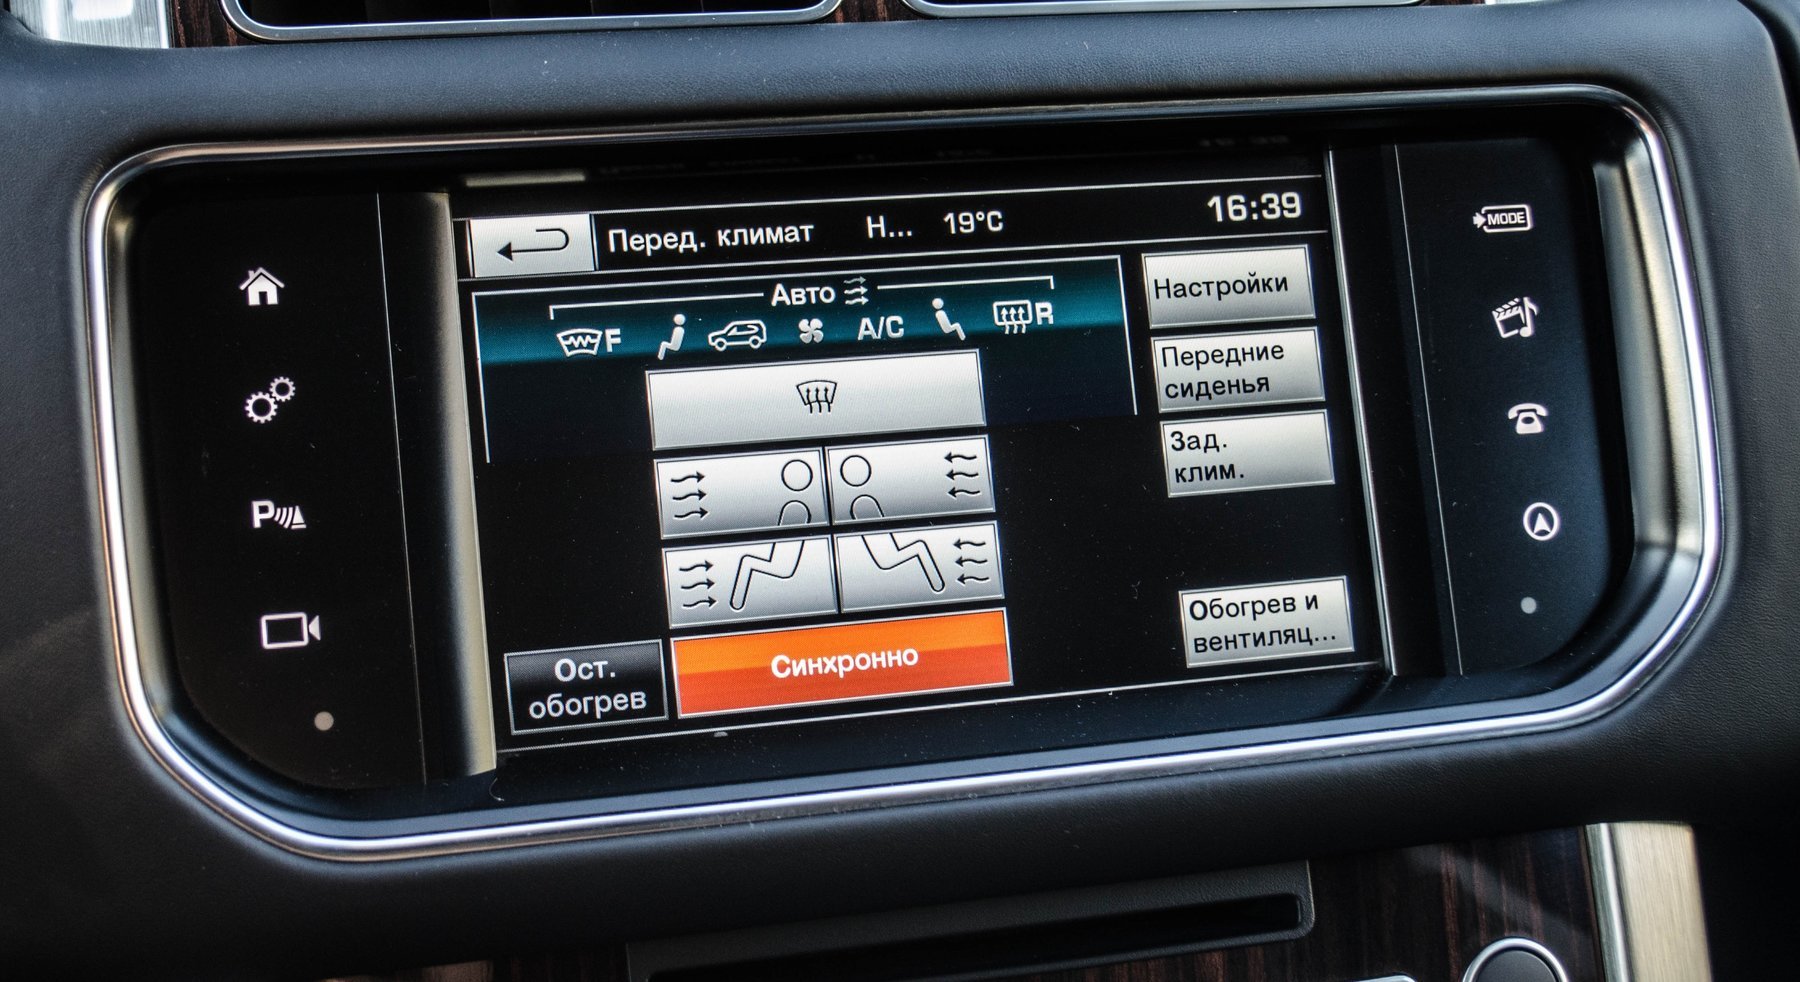 Перед. климат Н... 19°C 16:39
Авто
F A/C R
Настройки
Передние
сиденья
Зад.
клим.
Обогрев и
вентиляц...
Ост.
обогрев
Синхронно
P
MODE